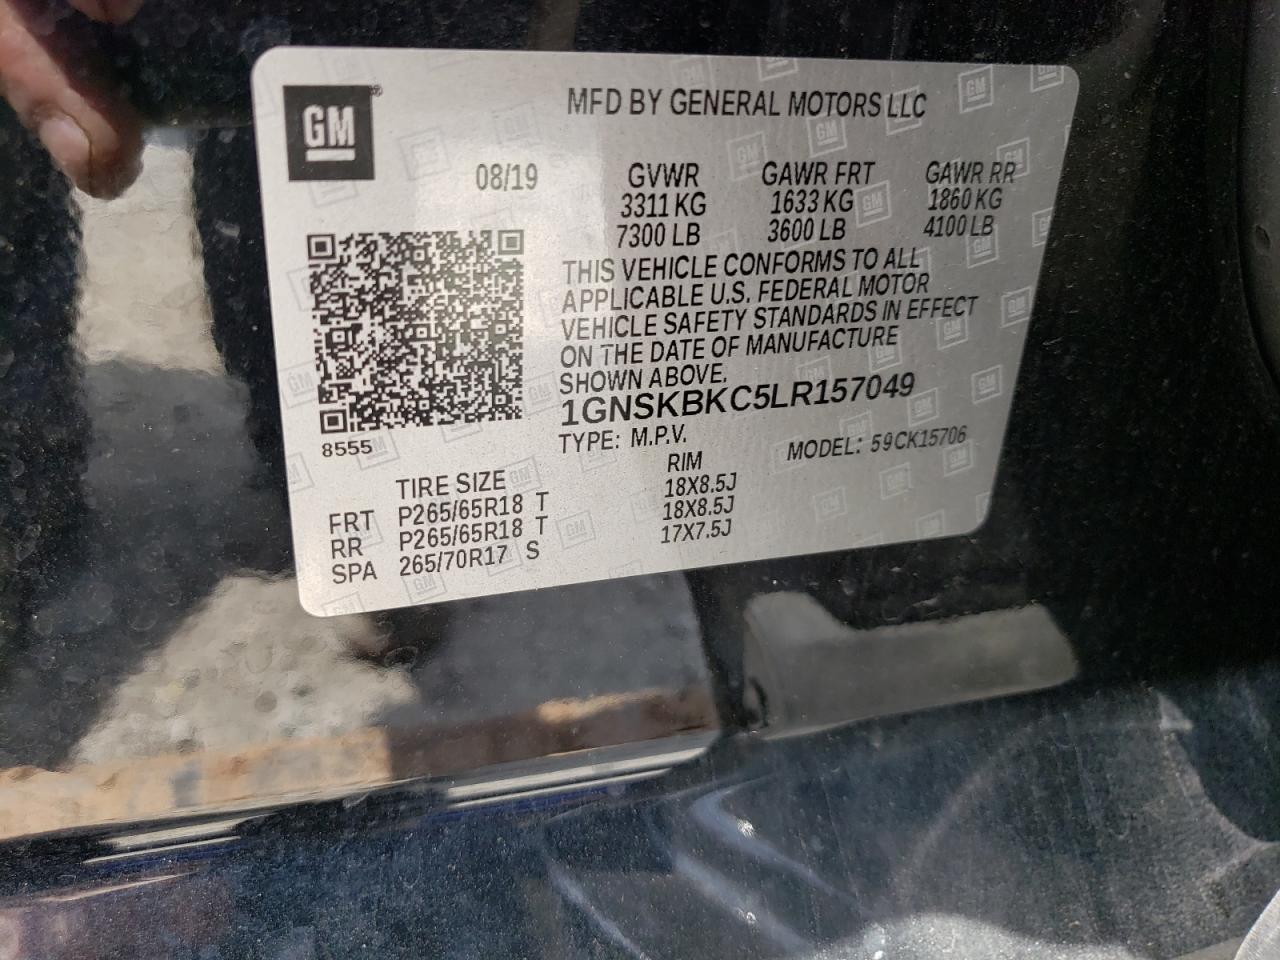 GM
MFD BY GENERAL MOTORS LLC
08/19 GVWR GAWR FRT GAWR RR
3311 KG 1633 KG 1860 KG
7300 LB 3600 LB 4100 LB
THIS VEHICLE CONFORMS TO ALL
APPLICABLE U.S. FEDERAL MOTOR
VEHICLE SAFETY STANDARDS IN EFFECT
ON THE DATE OF MANUFACTURE
SHOWN ABOVE.
1GNSKBKC5LR157049
8555
TYPE: M.P.V. MODEL: 59CK15706
TIRE SIZE RIM
FRT P265/65R18 T 18X8.5J
RR P265/65R18 T 18X8.5J
SPA 265/70R17 S 17X7.5J